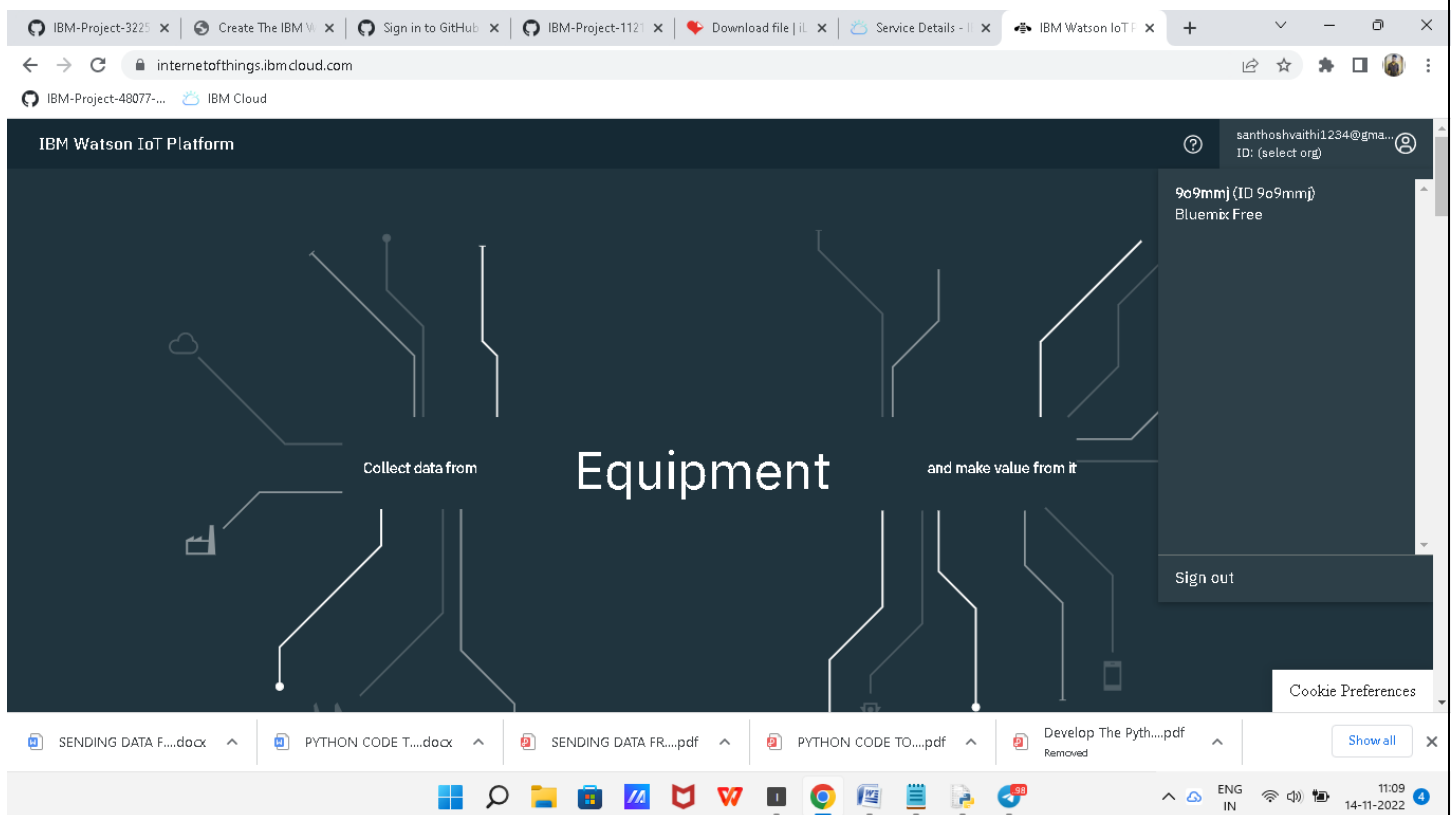 IBM-Project-3225
Create The IBM W
Sign in to GitHub
IBM-Project-1121
Download file | iL
Service Details - I
IBM Watson IoT P
internetofthings.ibmcloud.com
IBM-Project-48077-...
IBM Cloud
IBM Watson IoT Platform
santhoshvaithi1234@gma...
ID: (select org)
9o9mmj (ID 9o9mmj)
Bluemix Free
Collect data from
Equipment
and make value from it
Sign out
Cookie Preferences
SENDING DATA F....docx
PYTHON CODE T....docx
SENDING DATA FR....pdf
PYTHON CODE TO....pdf
Develop The Pyth....pdf
Removed
Show all
98
ENG
IN
11:09
14-11-2022
4